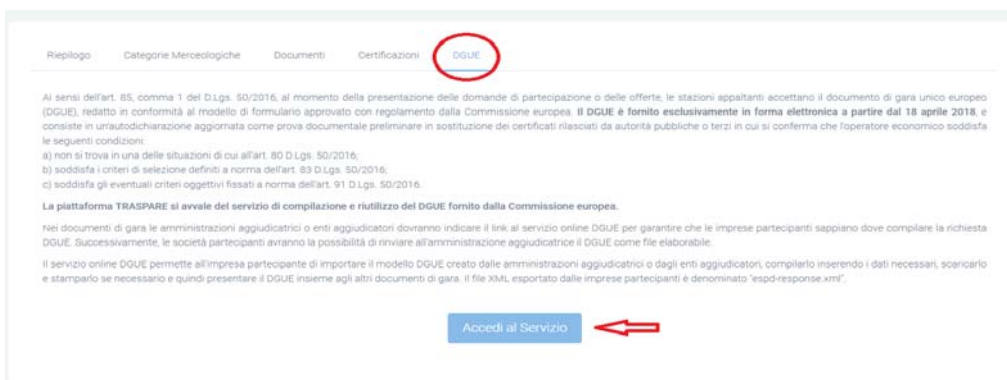 Riepilogo Categorie Merceologiche Documenti Certificazioni DGUE
Ai sensi dell'art. 85, comma 1 del D.Lgs. 50/2016, al momento della presentazione delle domande di partecipazione o delle offerte, le stazioni appaltanti accettano il documento di gara unico europeo
(DGUE), redatto in conformità al modello di formulario approvato con regolamento dalla Commissione europea. Il DGUE è fornito esclusivamente in forma elettronica a partire dal 18 aprile 2018, e
consiste in un'autodichiarazione aggiornata come prova documentale preliminare in sostituzione dei certificati rilasciati da autorità pubbliche o terzi in cui si conferma che l'operatore economico soddisfa
le seguenti condizioni:
a) non si trova in una delle situazioni di cui all'art. 80 D.Lgs. 50/2016;
b) soddisfa i criteri di selezione definiti a norma dell'art. 83 D.Lgs. 50/2016;
c) soddisfa gli eventuali criteri oggettivi fissati a norma dell'art. 91 D.Lgs. 50/2016.
La piattaforma TRASPARE si avvale del servizio di compilazione e riutilizzo del DGUE fornito dalla Commissione europea.
Nei documenti di gara le amministrazioni aggiudicatrici o enti aggiudicatori dovranno indicare il link al servizio online DGUE per garantire che le imprese partecipanti sappiano dove compilare la richiesta
DGUE. Successivamente, le società partecipanti avranno la possibilità di rinviare all'amministrazione aggiudicatrice il DGUE come file elaborabile.
Il servizio online DGUE permette all'impresa partecipante di importare il modello DGUE creato dalle amministrazioni aggiudicatrici o dagli enti aggiudicatori, compilarlo inserendo i dati necessari, scaricarlo
e stamparlo se necessario e quindi presentare il DGUE insieme agli altri documenti di gara. Il file XML esportato dalle imprese partecipanti è denominato "espd-response.xml".
Accedi al Servizio